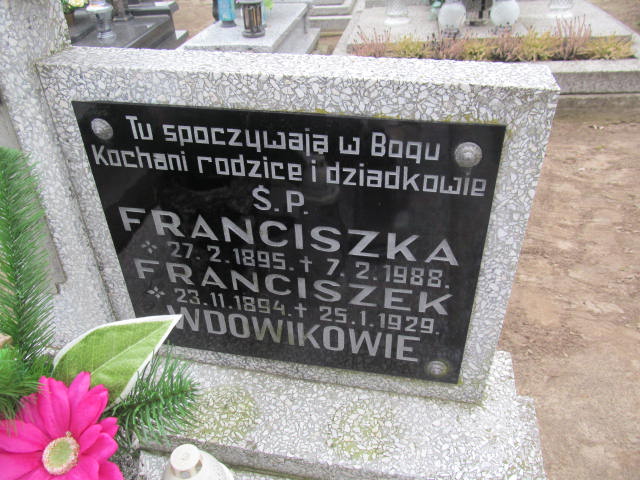 Tu spoczywają w Bogu
Kochani rodzice i dziadkowie
Ś.P.
FRANCISZKA
* 27.2.1895. † 7.2.1988.
FRANCISZEK
* 23.11.1894. † 25.1.1929.
WDOWIKOWIE